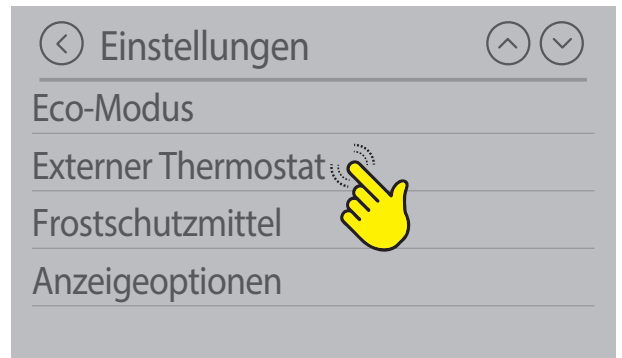 Einstellungen
Eco-Modus
Externer Thermostat
Frostschutzmittel
Anzeigeoptionen